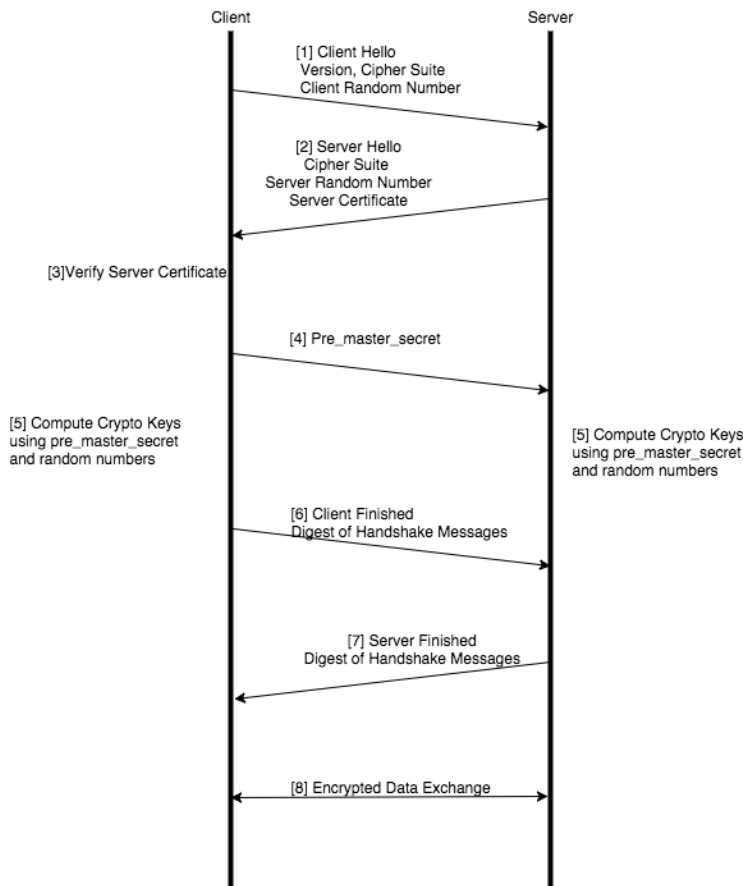 Client
Server
[1] Client Hello
Version, Cipher Suite
Client Random Number
[2] Server Hello
Cipher Suite
Server Random Number
Server Certificate
[3]Verify Server Certificate
[4] Pre_master_secret
[5] Compute Crypto Keys
using pre_master_secret
and random numbers
[5] Compute Crypto Keys
using pre_master_secret
and random numbers
[6] Client Finished
Digest of Handshake Messages
[7] Server Finished
Digest of Handshake Messages
[8] Encrypted Data Exchange